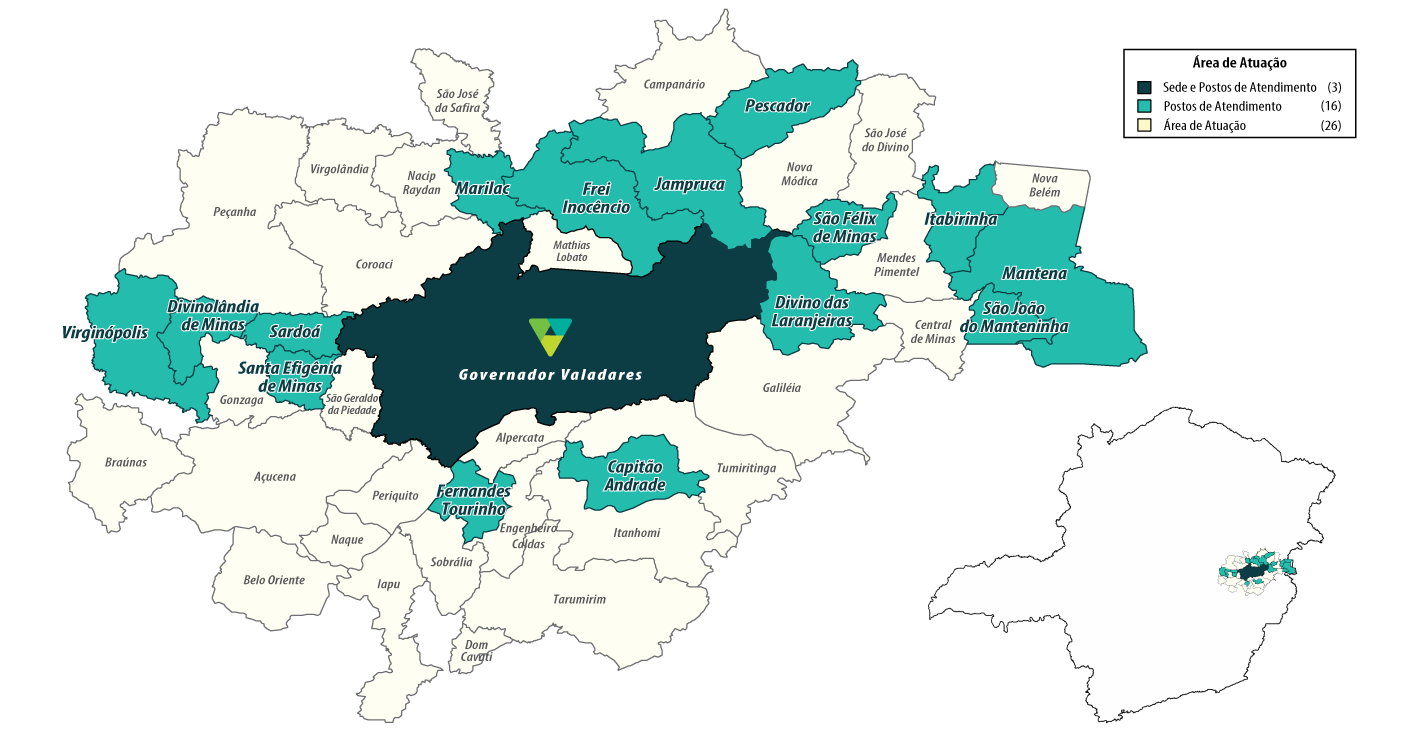 Área de Atuação
Sede e Postos de Atendimento (3)
Postos de Atendimento (16)
Área de Atuação (26)
Campanário
São José
da Safira
Pescador
São José
do Divino
Virgolândia
Nacip
Raydan
Marilac
Frei
Inocêncio
Jampruca
Nova
Módica
Nova
Belém
Peçanha
São Félix
de Minas
Itabirinha
Mathias
Lobato
Coroaci
Mendes
Pimentel
Mantena
Divinolândia
de Minas
Virginópolis
Sardoá
Divino das
Laranjeiras
São João
do Manteninha
Central
de Minas
Santa Efigênia
de Minas
Governador Valadares
Gonzaga
São Geraldo
da Piedade
Galiléia
Alpercata
Braúnas
Açucena
Capitão
Andrade
Tumiritinga
Periquito
Fernandes
Tourinho
Engenheiro
Caldas
Itanhomi
Naque
Sobrália
Belo Oriente
Iapu
Tarumirim
Dom
Cavati